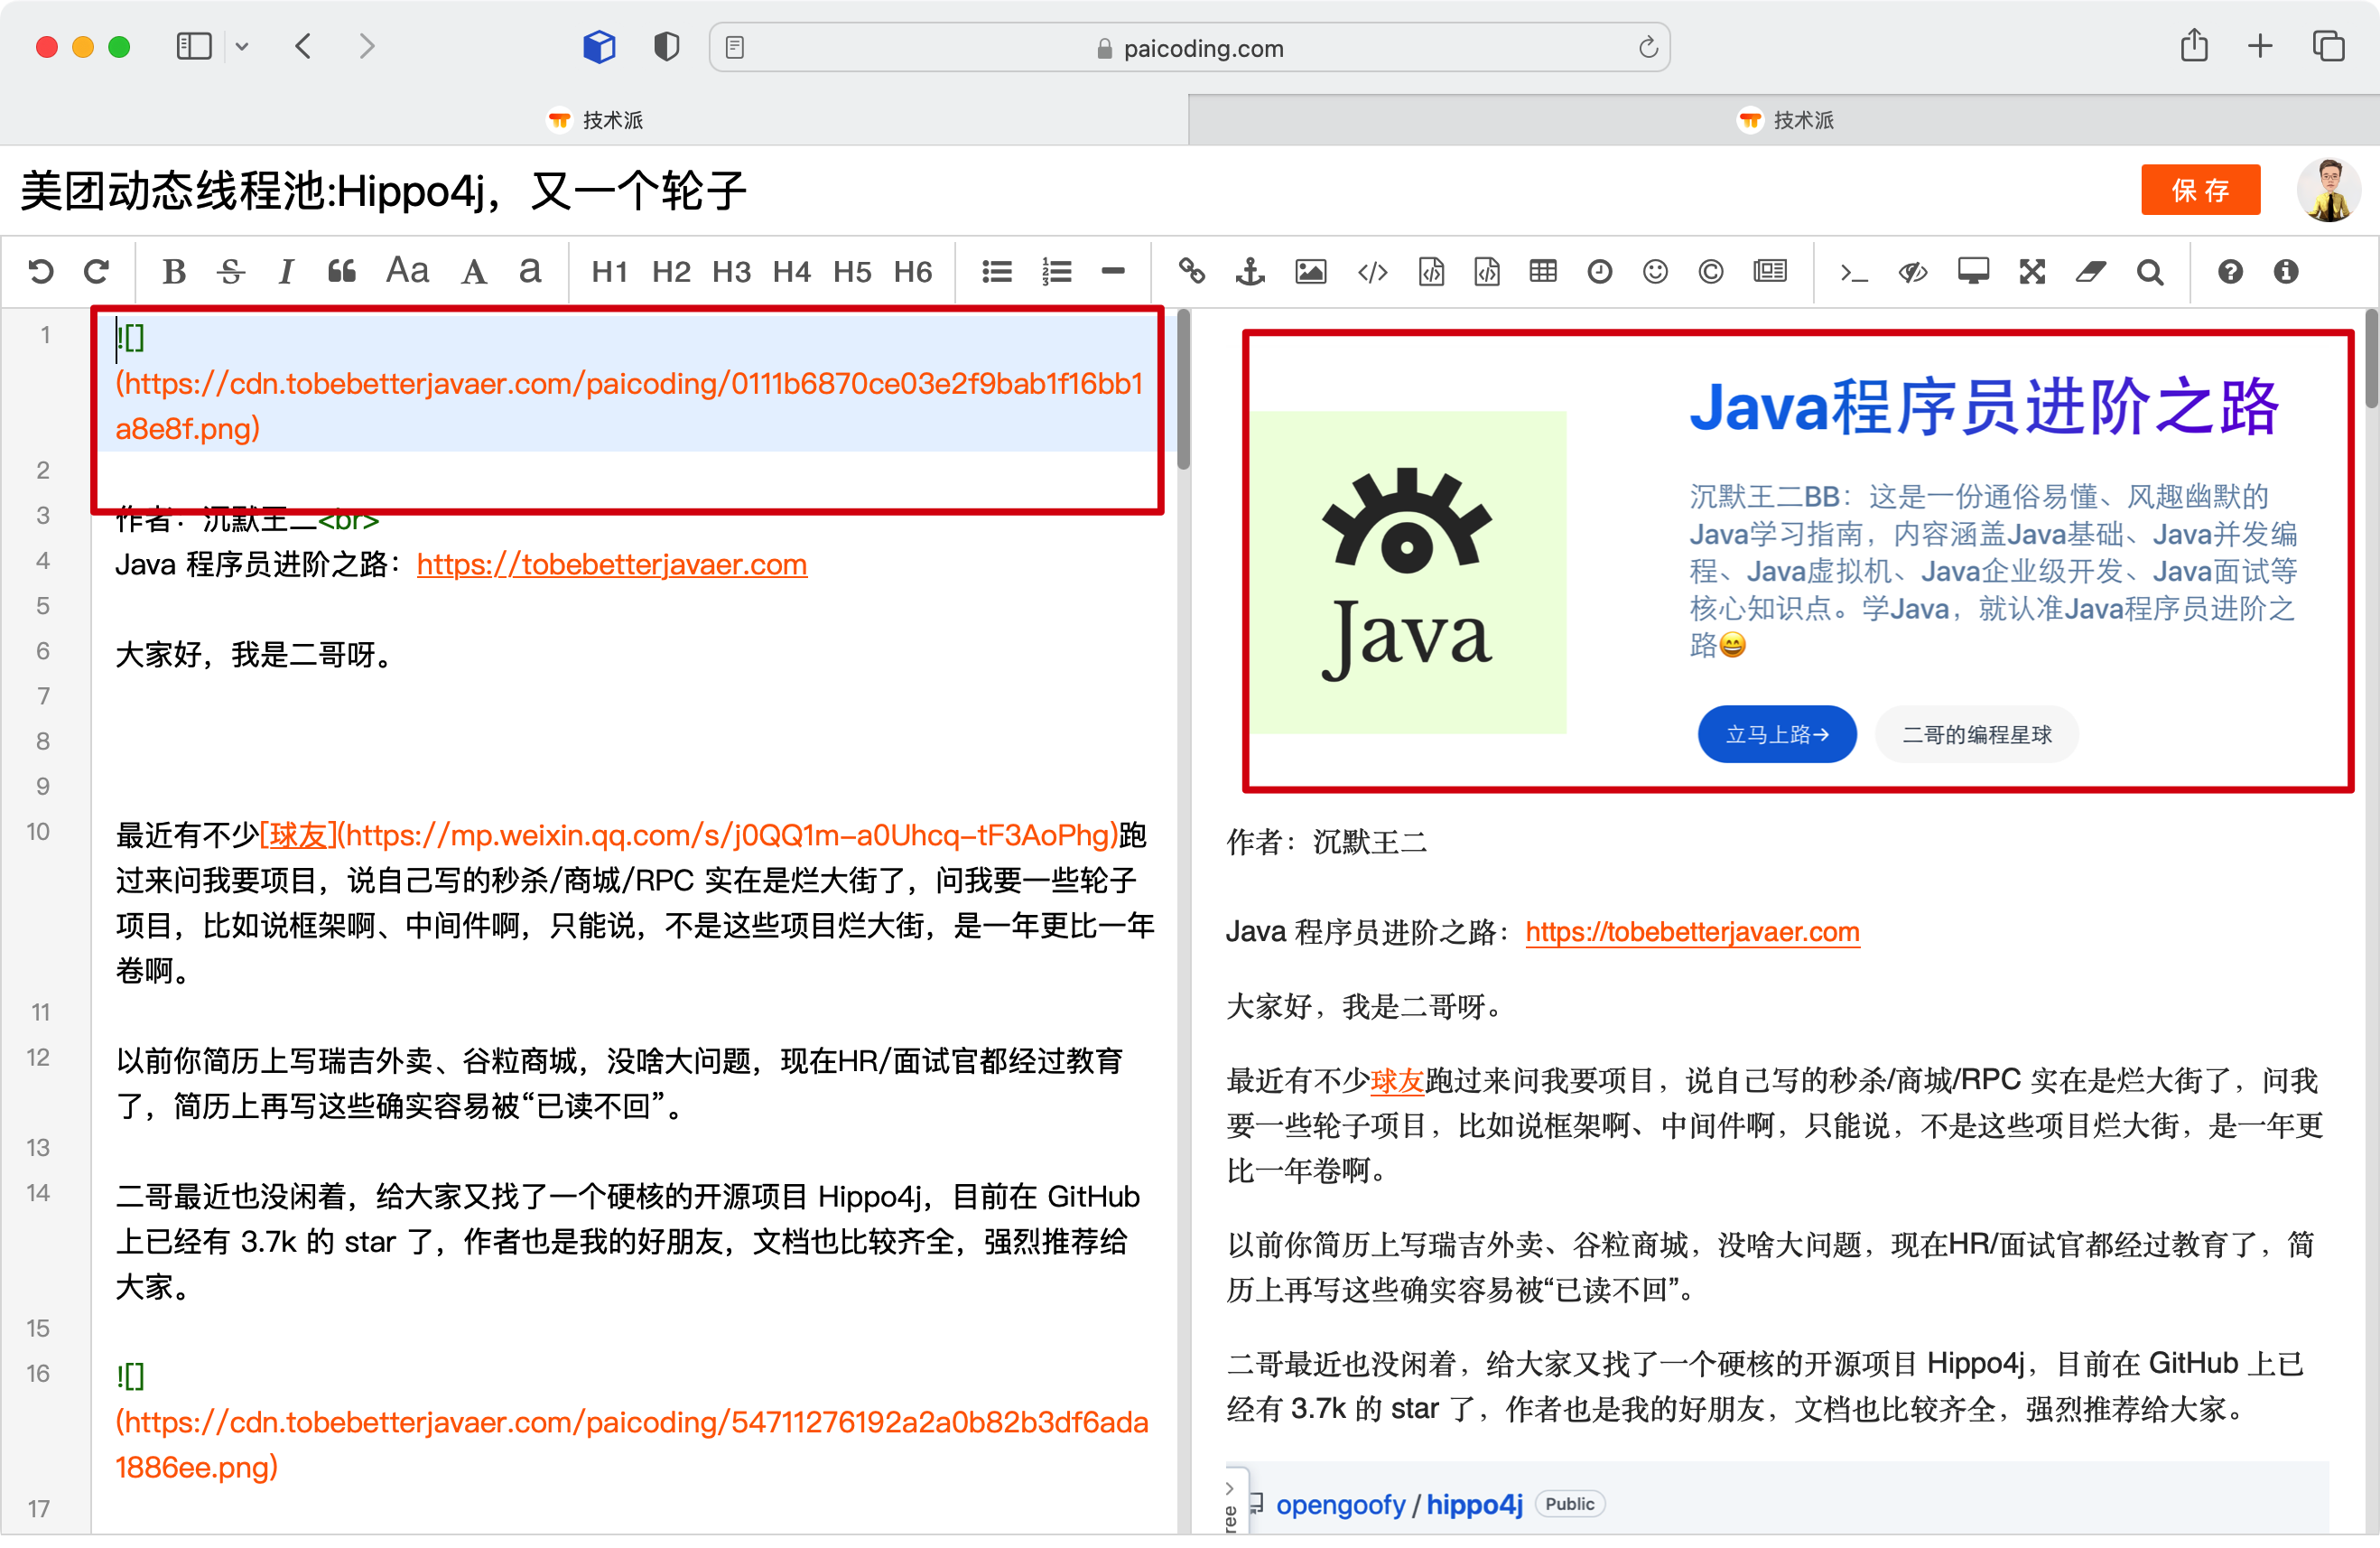 paicoding.com
技术派
技术派
美团动态线程池:Hippo4j，又一个轮子
保 存
B S I Aa A a H1 H2 H3 H4 H5 H6
1
![]
(https://cdn.tobebetterjavaer.com/paicoding/0111b6870ce03e2f9bab1f16bb1
a8e8f.png)
2
3
作者：沉默王二<br>
4
Java 程序员进阶之路：https://tobebetterjavaer.com
5
6
大家好，我是二哥呀。
7
8
9
10
最近有不少[球友](https://mp.weixin.qq.com/s/j0QQ1m-a0Uhcq-tF3AoPhg)跑
过来问我要项目，说自己写的秒杀/商城/RPC 实在是烂大街了，问我要一些轮子
项目，比如说框架啊、中间件啊，只能说，不是这些项目烂大街，是一年更比一年
卷啊。
11
12
以前你简历上写瑞吉外卖、谷粒商城，没啥大问题，现在HR/面试官都经过教育
了，简历上再写这些确实容易被“已读不回”。
13
14
二哥最近也没闲着，给大家又找了一个硬核的开源项目 Hippo4j，目前在 GitHub
上已经有 3.7k 的 star 了，作者也是我的好朋友，文档也比较齐全，强烈推荐给
大家。
15
16
![]
(https://cdn.tobebetterjavaer.com/paicoding/54711276192a2a0b82b3df6ada
1886ee.png)
17
Java
Java程序员进阶之路
沉默王二BB：这是一份通俗易懂、风趣幽默的
Java学习指南，内容涵盖Java基础、Java并发编
程、Java虚拟机、Java企业级开发、Java面试等
核心知识点。学Java，就认准Java程序员进阶之
路😄
立马上路→
二哥的编程星球
作者：沉默王二
Java 程序员进阶之路：https://tobebetterjavaer.com
大家好，我是二哥呀。
最近有不少球友跑过来问我要项目，说自己写的秒杀/商城/RPC 实在是烂大街了，问我
要一些轮子项目，比如说框架啊、中间件啊，只能说，不是这些项目烂大街，是一年更
比一年卷啊。
以前你简历上写瑞吉外卖、谷粒商城，没啥大问题，现在HR/面试官都经过教育了，简
历上再写这些确实容易被“已读不回”。
二哥最近也没闲着，给大家又找了一个硬核的开源项目 Hippo4j，目前在 GitHub 上已
经有 3.7k 的 star 了，作者也是我的好朋友，文档也比较齐全，强烈推荐给大家。
opengoofy / hippo4j Public